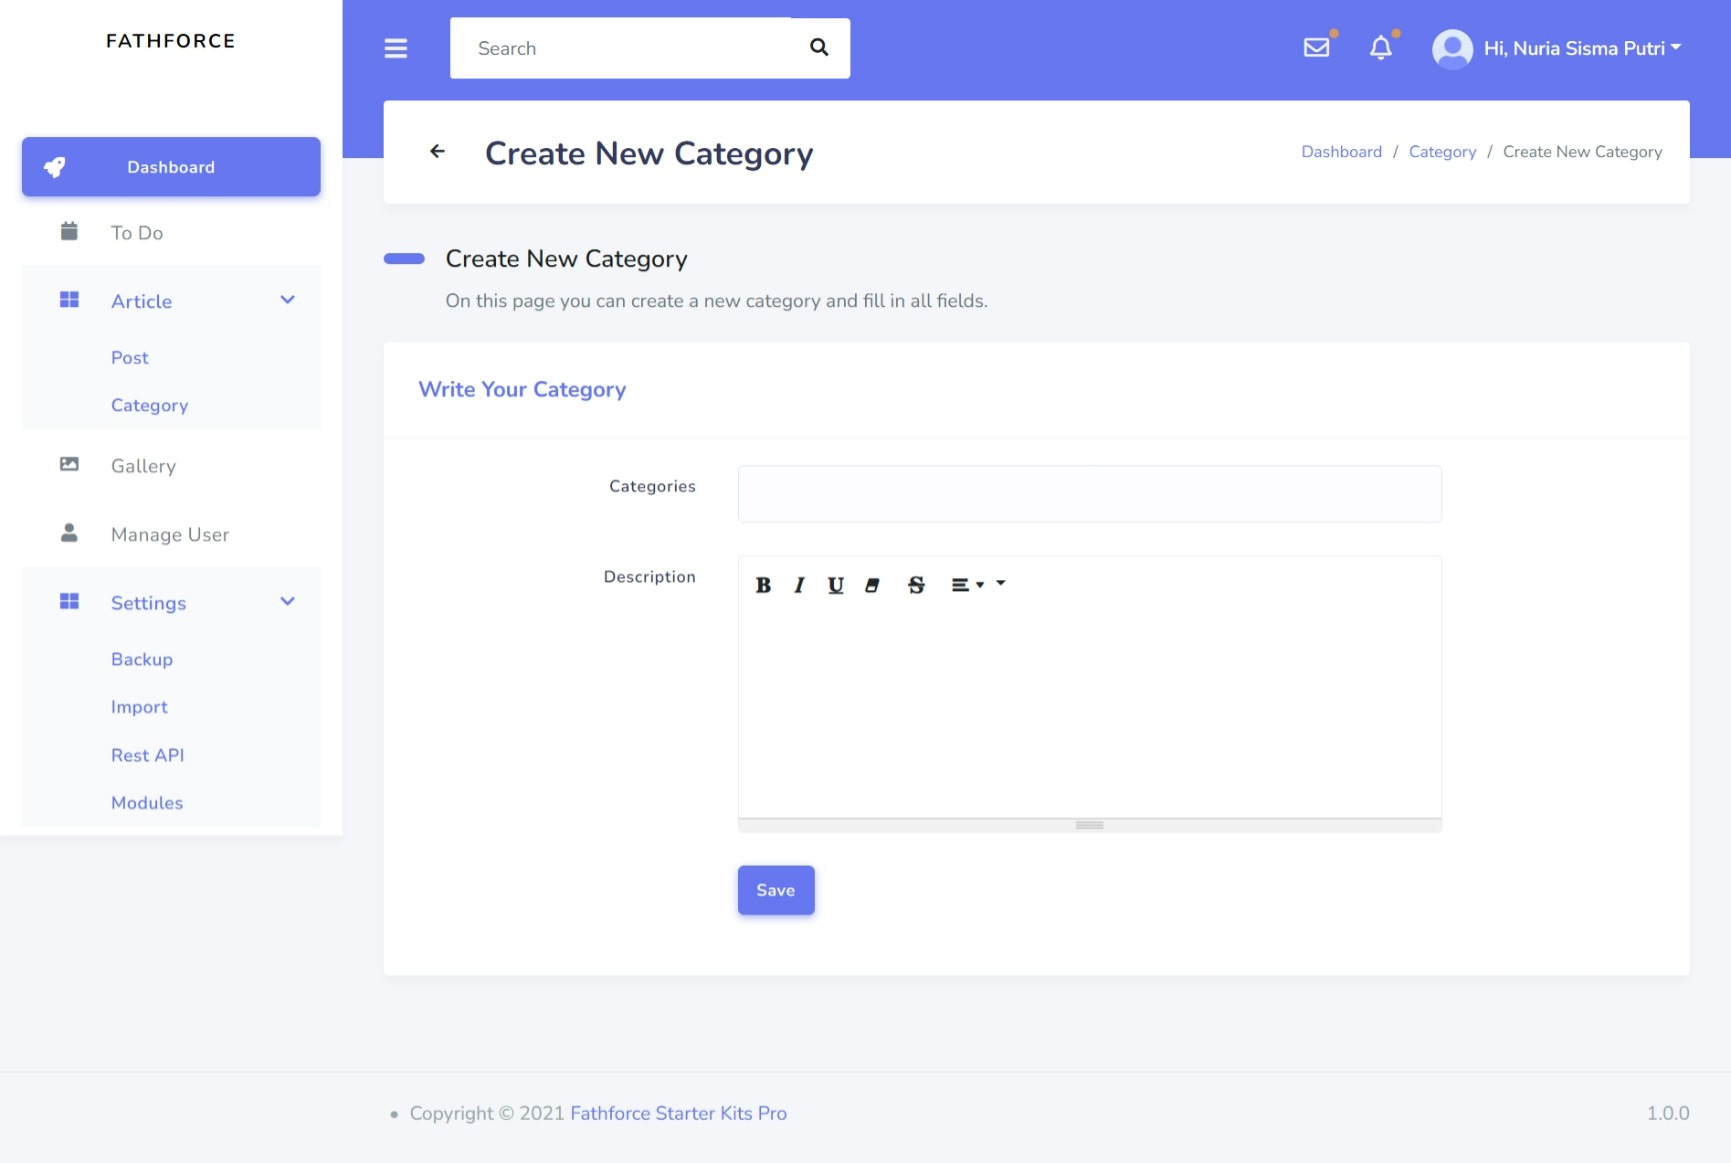 FATHFORCE
Search
Hi, Nuria Sisma Putri
Create New Category
Dashboard / Category / Create New Category
Dashboard
To Do
Article
Post
Category
Gallery
Manage User
Settings
Backup
Import
Rest API
Modules
Create New Category
On this page you can create a new category and fill in all fields.
Write Your Category
Categories
Description
B I U S
Save
Copyright © 2021 Fathforce Starter Kits Pro
1.0.0